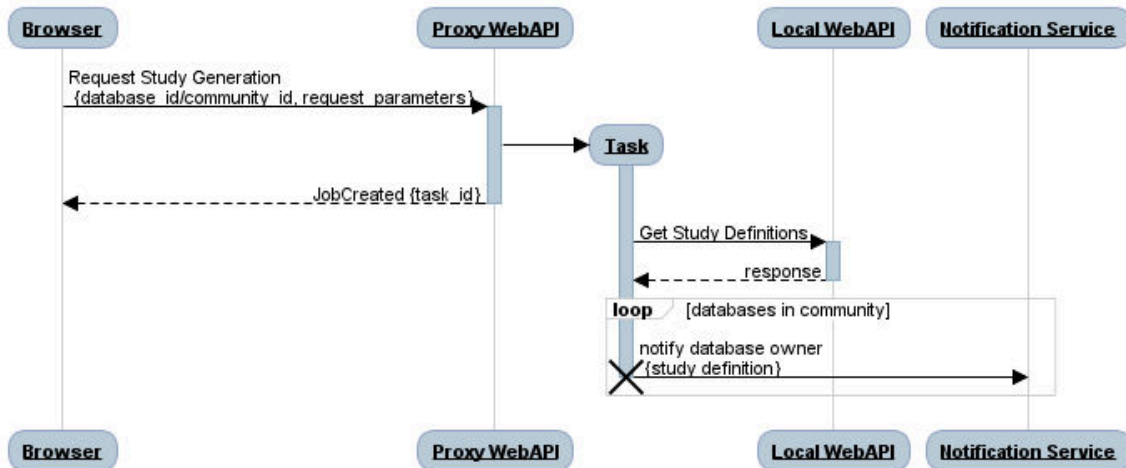 Browser
Proxy WebAPI
Local WebAPI
Notification Service
Request Study Generation
{database_id/community_id, request_parameters}
Task
JobCreated {task_id}
Get Study Definitions
response
loop [databases in community]
notify database owner
{study definition}
Browser
Proxy WebAPI
Local WebAPI
Notification Service